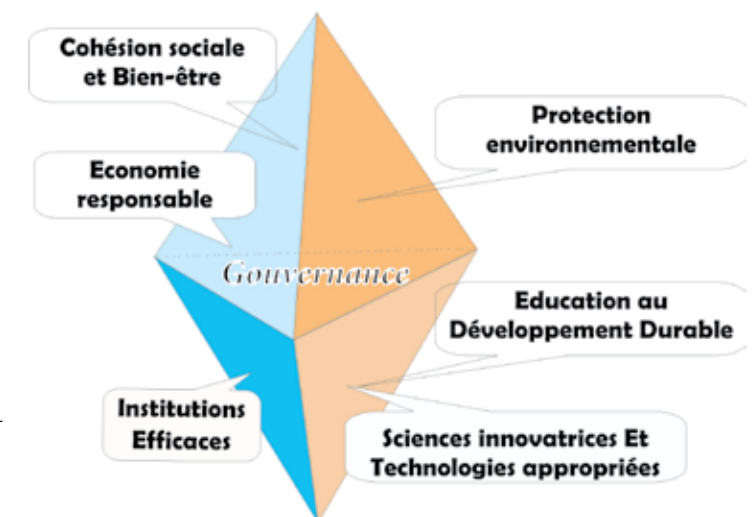 Cohésion sociale
et Bien-être
Protection
environnementale
Economie
responsable
Gouvernance
Education au
Développement Durable
Institutions
Efficaces
Sciences innovatrices Et
Technologies appropriées